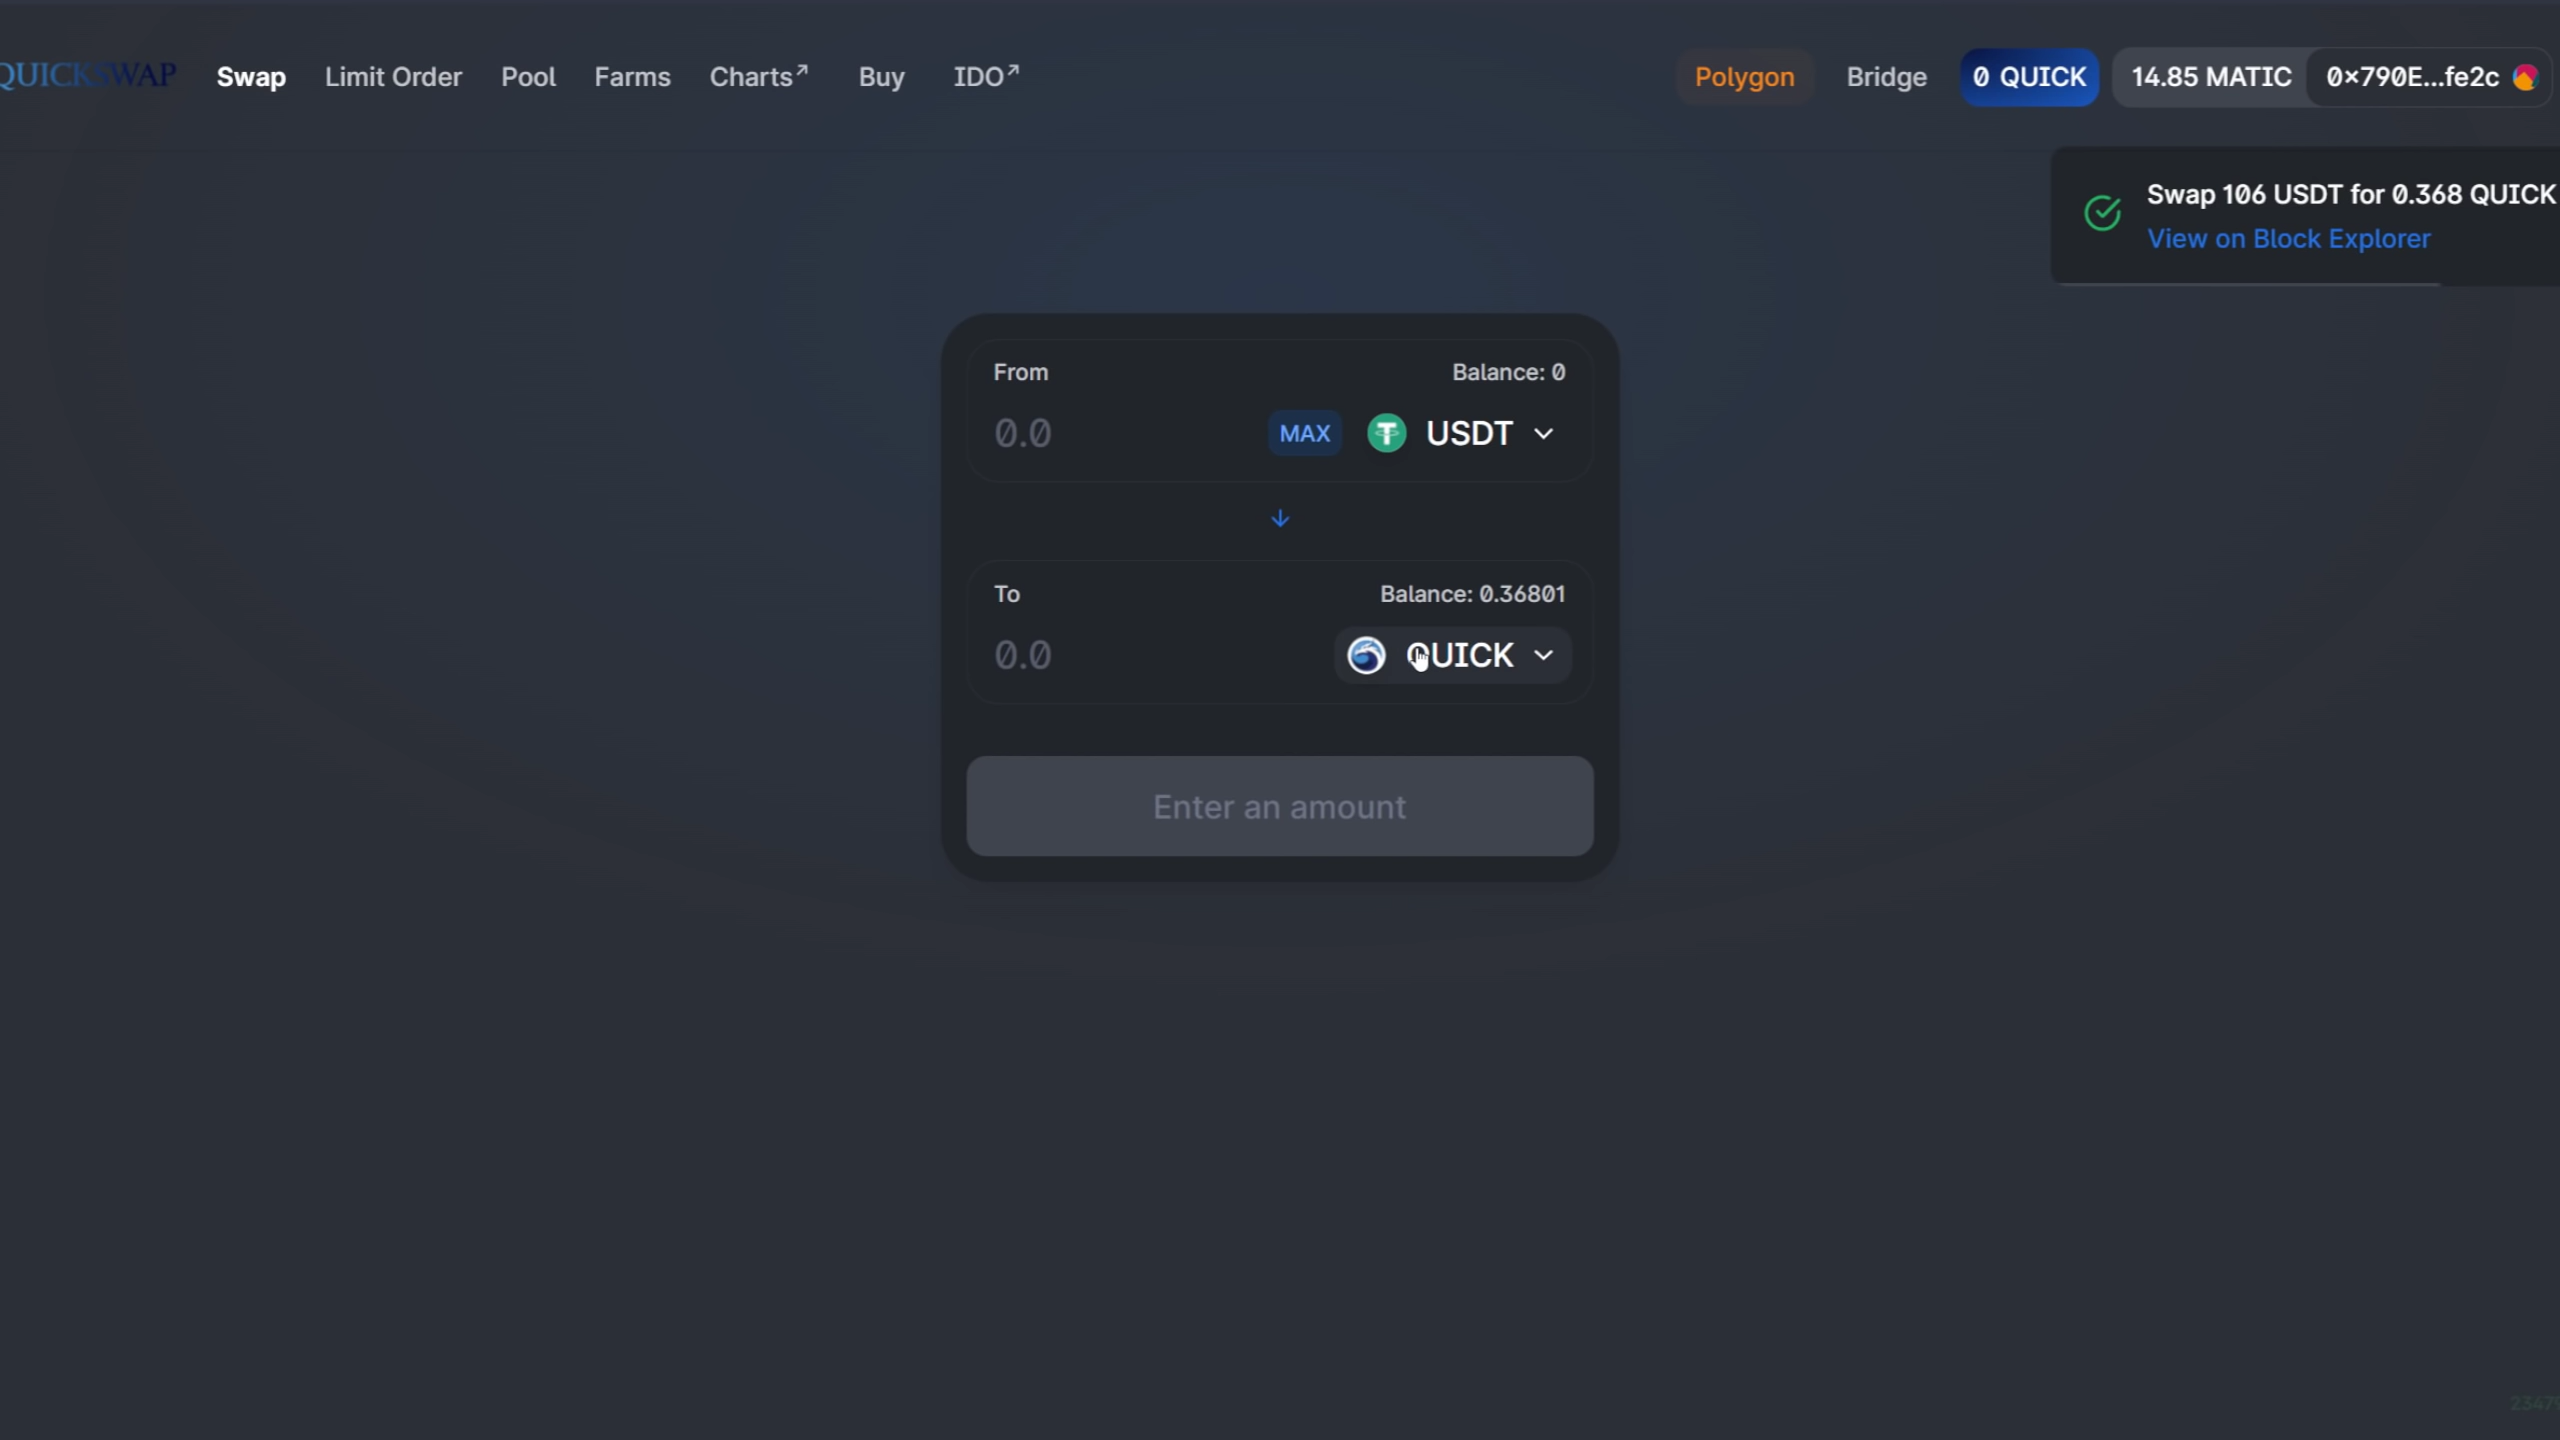 QUICKSWAP Swap Limit Order Pool Farms Charts↗ Buy IDO↗ Polygon Bridge 0 QUICK 14.85 MATIC 0×790E...fe2c
Swap 106 USDT for 0.368 QUICK
View on Block Explorer
From Balance: 0
0.0 MAX USDT
To Balance: 0.36801
0.0 QUICK
Enter an amount